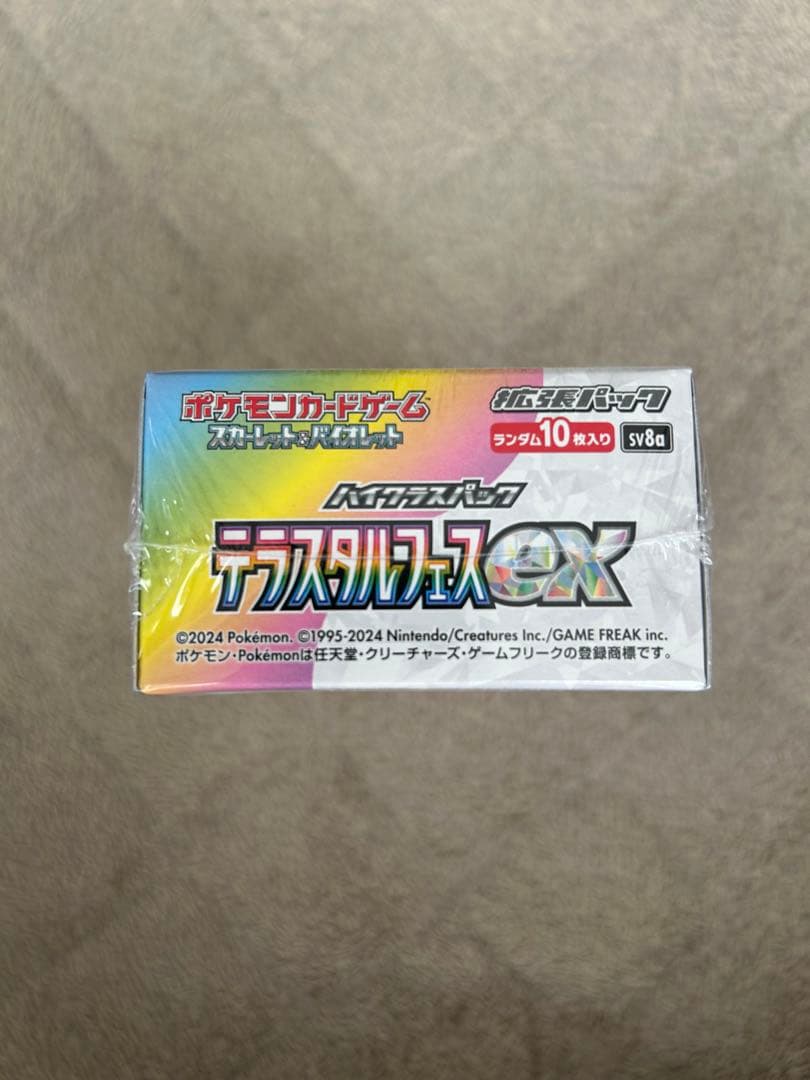 ポケモンカードゲーム™
スカーレット&バイオレット
拡張パック
ランダム10枚入り
SV8a
ハイクラスパック
テラスタルフェスex
©2024 Pokémon. ©1995-2024 Nintendo/Creatures Inc./GAME FREAK inc.
ポケモン・Pokémonは任天堂・クリーチャーズ・ゲームフリークの登録商標です。